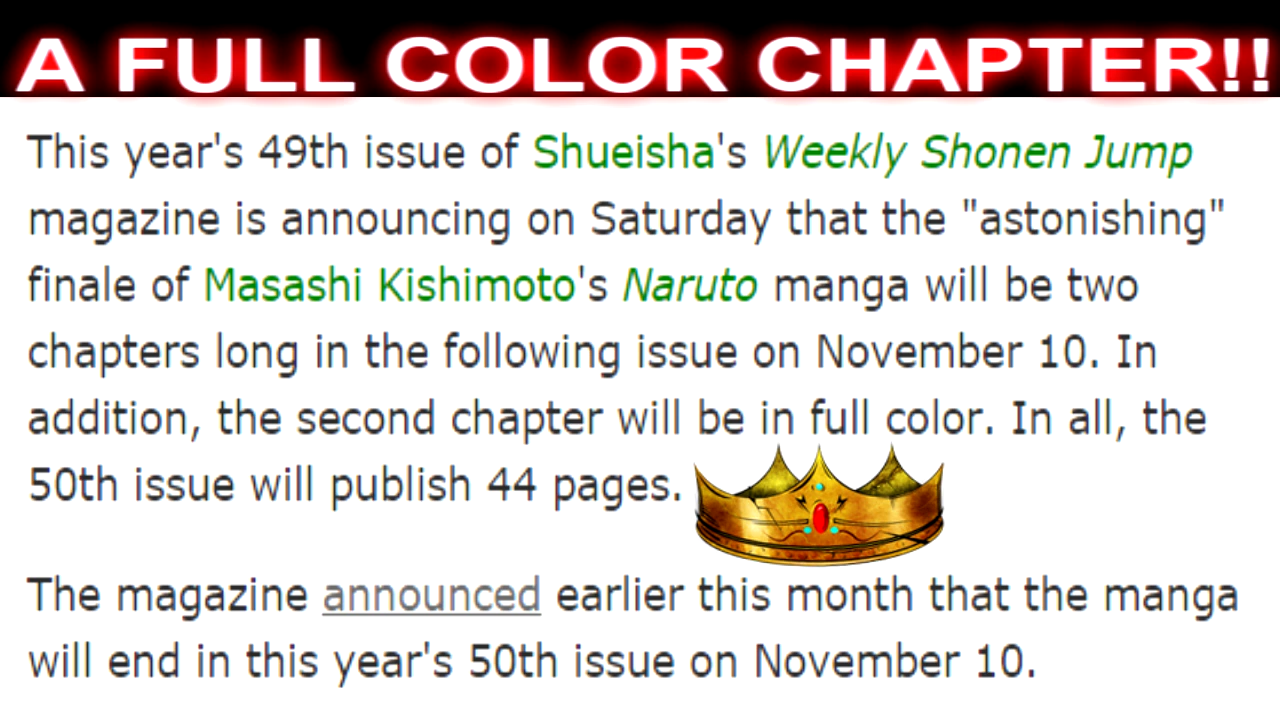 A FULL COLOR CHAPTER!!
This year's 49th issue of Shueisha's Weekly Shonen Jump
magazine is announcing on Saturday that the "astonishing"
finale of Masashi Kishimoto's Naruto manga will be two
chapters long in the following issue on November 10. In
addition, the second chapter will be in full color. In all, the
50th issue will publish 44 pages.
The magazine announced earlier this month that the manga
will end in this year's 50th issue on November 10.